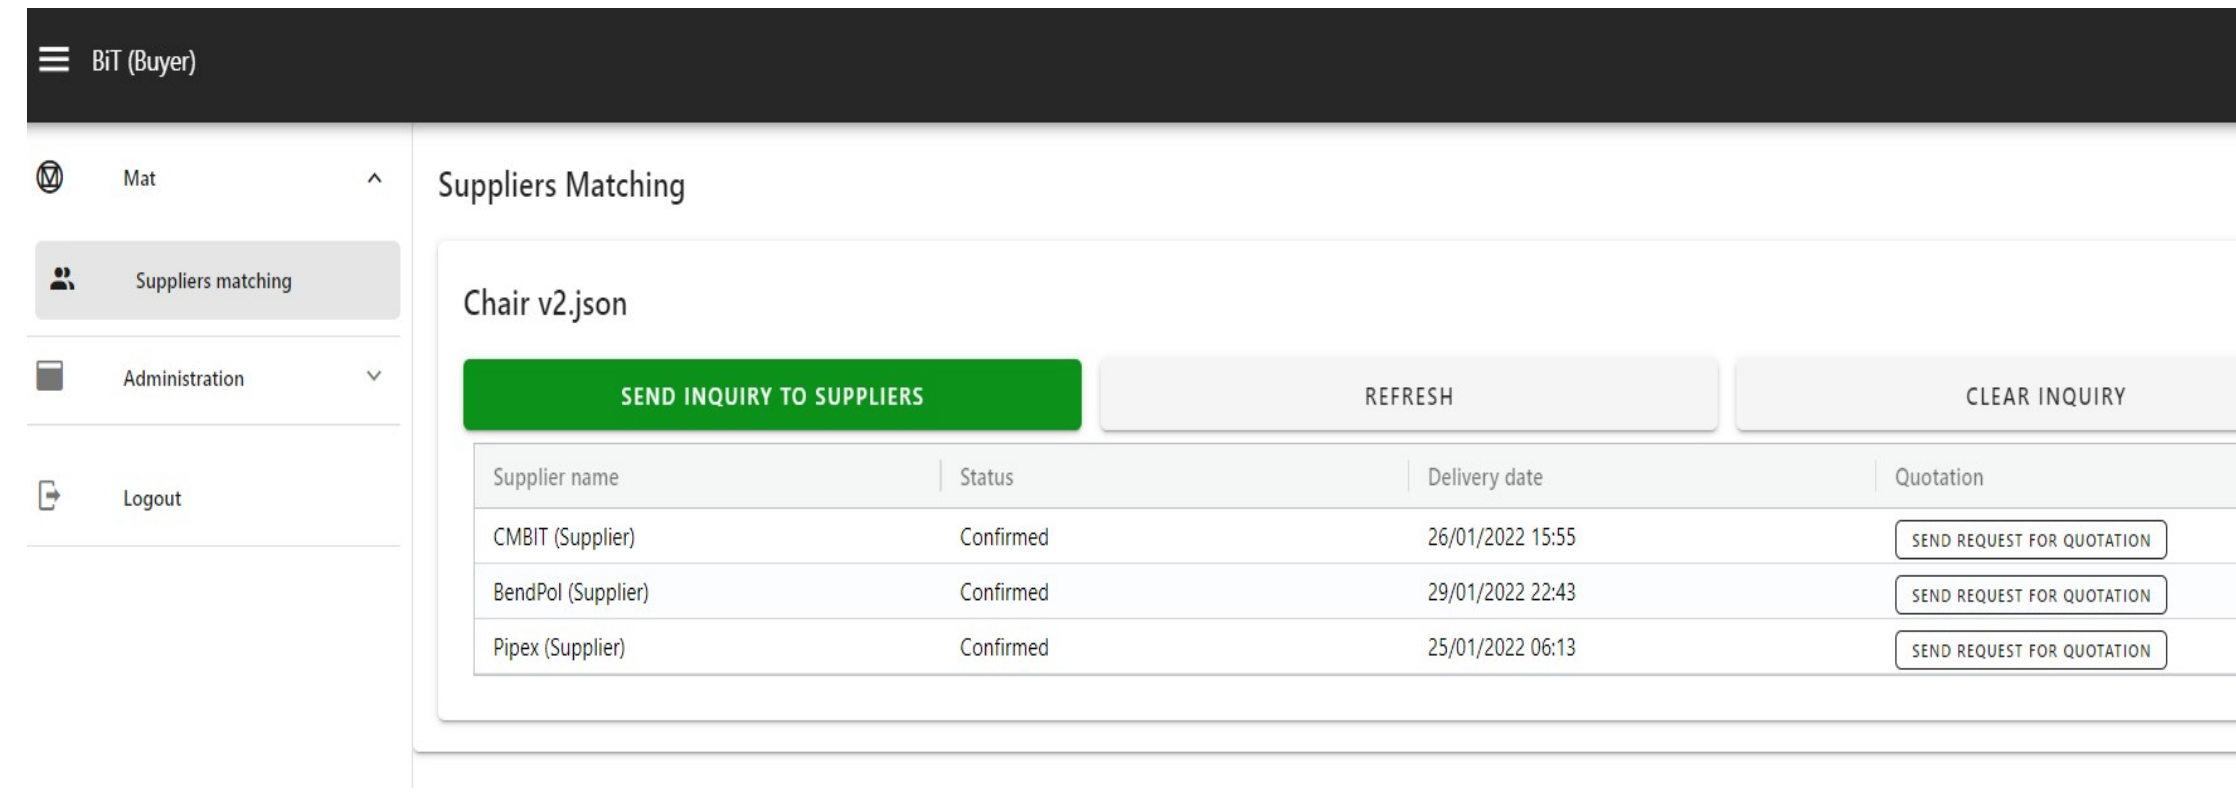 BiT (Buyer)
Mat
Suppliers matching
Administration
Logout
Suppliers Matching
Chair v2.json
SEND INQUIRY TO SUPPLIERS REFRESH CLEAR INQUIRY
Supplier name Status Delivery date Quotation
CMBIT (Supplier) Confirmed 26/01/2022 15:55 SEND REQUEST FOR QUOTATION
BendPol (Supplier) Confirmed 29/01/2022 22:43 SEND REQUEST FOR QUOTATION
Pipex (Supplier) Confirmed 25/01/2022 06:13 SEND REQUEST FOR QUOTATION